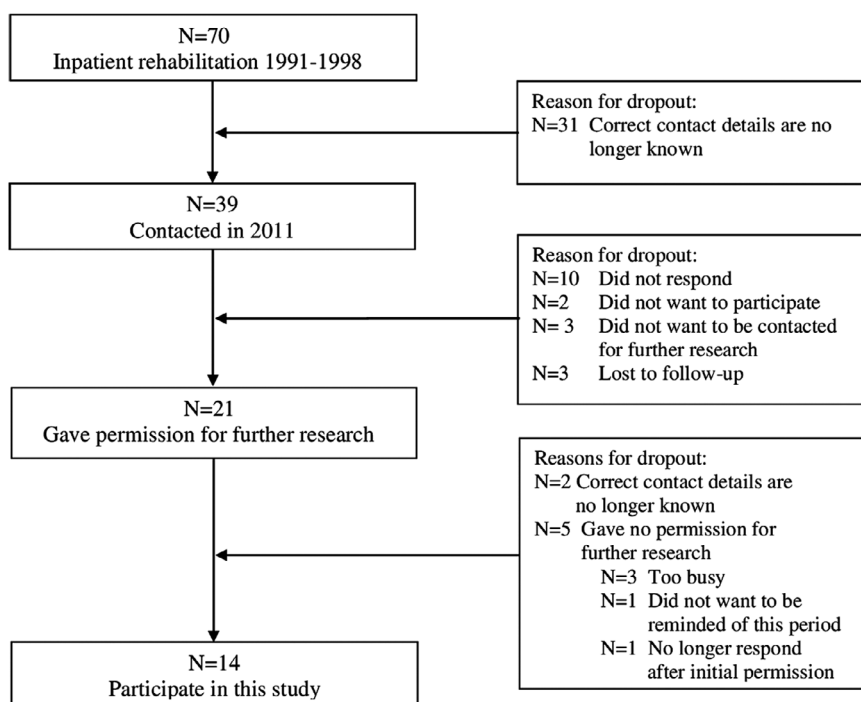 N=70
Inpatient rehabilitation 1991-1998
Reason for dropout:
N=31 Correct contact details are no
longer known
N=39
Contacted in 2011
Reason for dropout:
N=10 Did not respond
N=2 Did not want to participate
N= 3 Did not want to be contacted
for further research
N=3 Lost to follow-up
N=21
Gave permission for further research
Reasons for dropout:
N=2 Correct contact details are
no longer known
N=5 Gave no permission for
further research
N=3 Too busy
N=1 Did not want to be
reminded of this period
N=1 No longer respond
after initial permission
N=14
Participate in this study